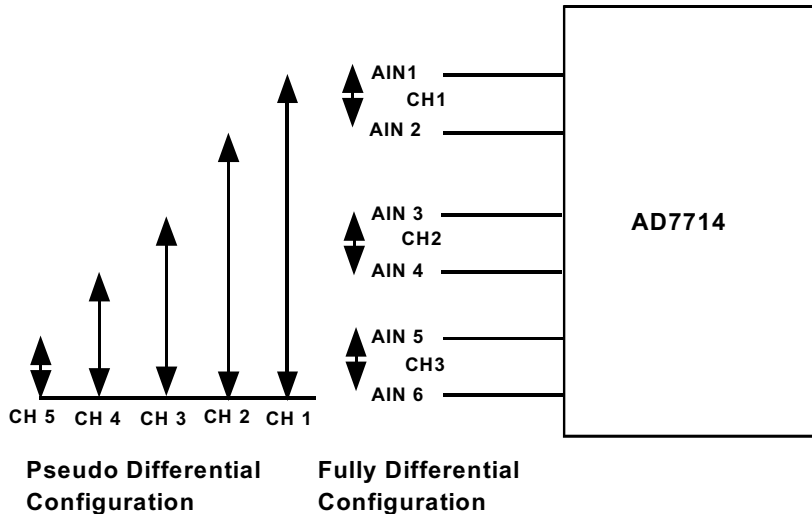 AIN1
CH1
AIN 2
AIN 3
CH2
AIN 4
AIN 5
CH3
AIN 6
AD7714
CH 5 CH 4 CH 3 CH 2 CH 1
Pseudo Differential
Configuration
Fully Differential
Configuration